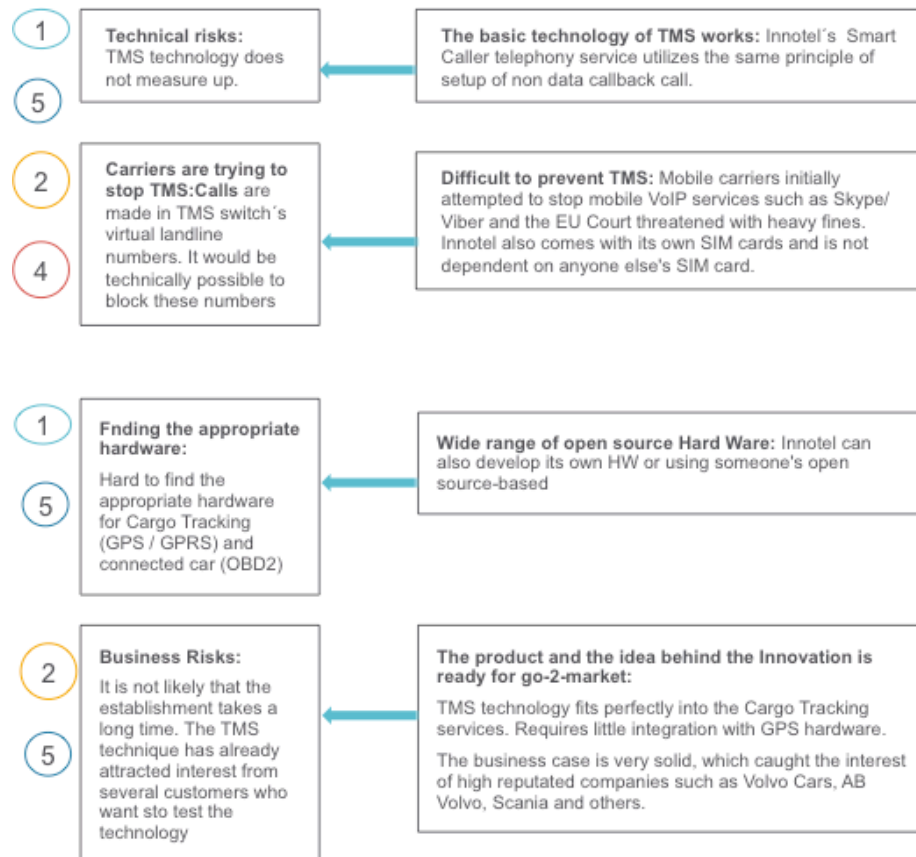 1
5
Technical risks:
TMS technology does
not measure up.
The basic technology of TMS works: Innotel´s  Smart
Caller telephony service utilizes the same principle of
setup of non data callback call.
2
4
Carriers are trying to
stop TMS:Calls are
made in TMS switch´s
virtual landline
numbers. It would be
technically possible to
block these numbers
Difficult to prevent TMS: Mobile carriers initially
attempted to stop mobile VoIP services such as Skype/
Viber and the EU Court threatened with heavy fines.
Innotel also comes with its own SIM cards and is not
dependent on anyone else's SIM card.
1
5
Fnding the appropriate
hardware:
Hard to find the
appropriate hardware
for Cargo Tracking
(GPS / GPRS) and
connected car (OBD2)
Wide range of open source Hard Ware: Innotel can
also develop its own HW or using someone's open
source-based
2
5
Business Risks:
It is not likely that the
establishment takes a
long time. The TMS
technique has already
attracted interest from
several customers who
want sto test the
technology
The product and the idea behind the Innovation is
ready for go-2-market:
TMS technology fits perfectly into the Cargo Tracking
services. Requires little integration with GPS hardware.
The business case is very solid, which caught the interest
of high reputated companies such as Volvo Cars, AB
Volvo, Scania and others.